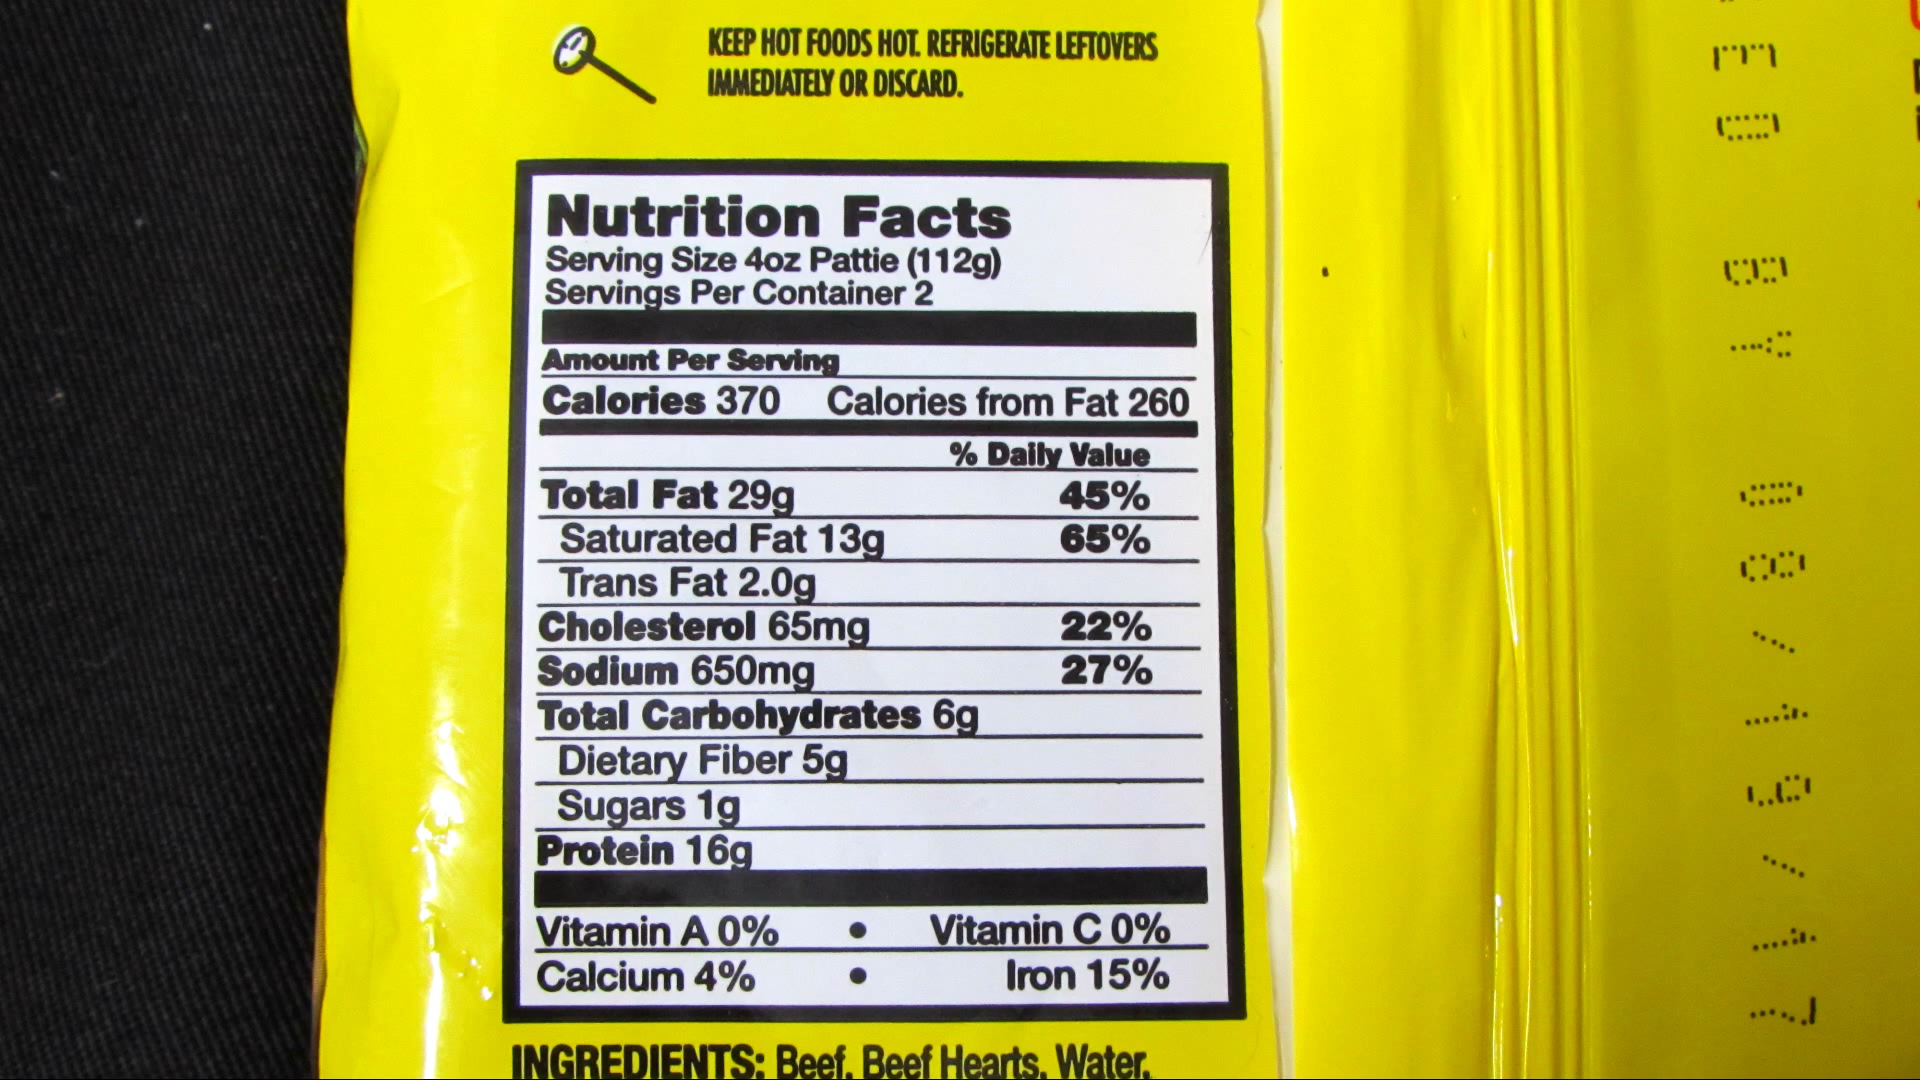 KEEP HOT FOODS HOT. REFRIGERATE LEFTOVERS
IMMEDIATELY OR DISCARD.
Nutrition Facts
Serving Size 4oz Pattie (112g)
Servings Per Container 2
Amount Per Serving
Calories 370 Calories from Fat 260
% Daily Value
Total Fat 29g 45%
Saturated Fat 13g 65%
Trans Fat 2.0g
Cholesterol 65mg 22%
Sodium 650mg 27%
Total Carbohydrates 6g
Dietary Fiber 5g
Sugars 1g
Protein 16g
Vitamin A 0% • Vitamin C 0%
Calcium 4% • Iron 15%
INGREDIENTS: Beef, Beef Hearts, Water,